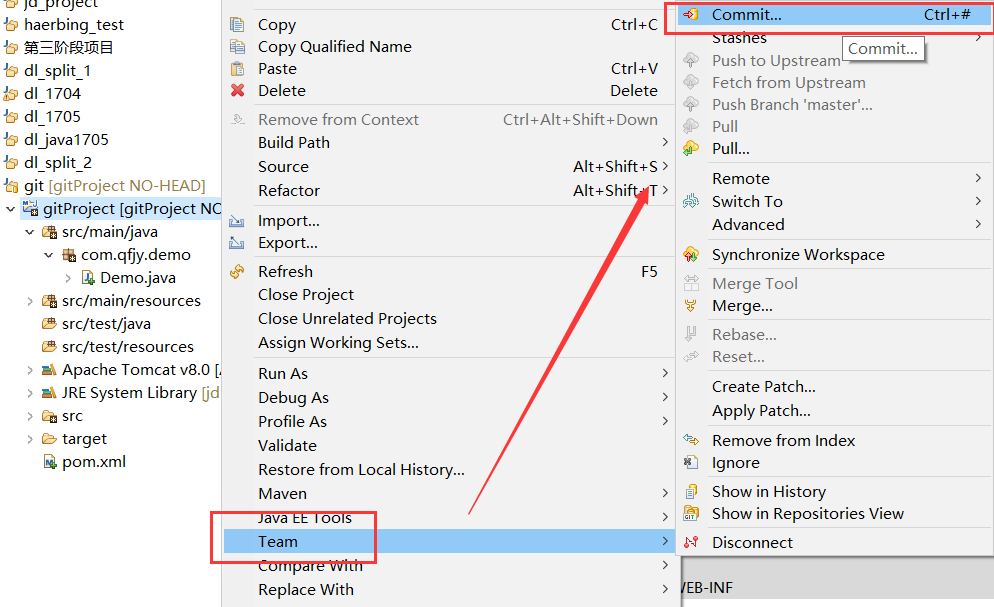 jd_project
haerbing_test
第三阶段项目
dl_split_1
dl_1704
dl_1705
dl_java1705
dl_split_2
git [gitProject NO-HEAD]
gitProject [gitProject NO
src/main/java
com.qfjy.demo
Demo.java
src/main/resources
src/test/java
src/test/resources
Apache Tomcat v8.0 [
JRE System Library [jd
src
target
pom.xml
Copy Ctrl+C
Copy Qualified Name
Paste Ctrl+V
Delete Delete
Remove from Context Ctrl+Alt+Shift+Down
Build Path
Source Alt+Shift+S
Refactor Alt+Shift+T
Import...
Export...
Refresh F5
Close Project
Close Unrelated Projects
Assign Working Sets...
Run As
Debug As
Profile As
Validate
Restore from Local History...
Maven
Java EE Tools
Team
Compare With
Replace With
Commit... Ctrl+#
Stashes
Commit...
Push to Upstream
Fetch from Upstream
Push Branch 'master'...
Pull
Pull...
Remote
Switch To
Advanced
Synchronize Workspace
Merge Tool
Merge...
Rebase...
Reset...
Create Patch...
Apply Patch...
Remove from Index
Ignore
Show in History
Show in Repositories View
Disconnect
WEB-INF